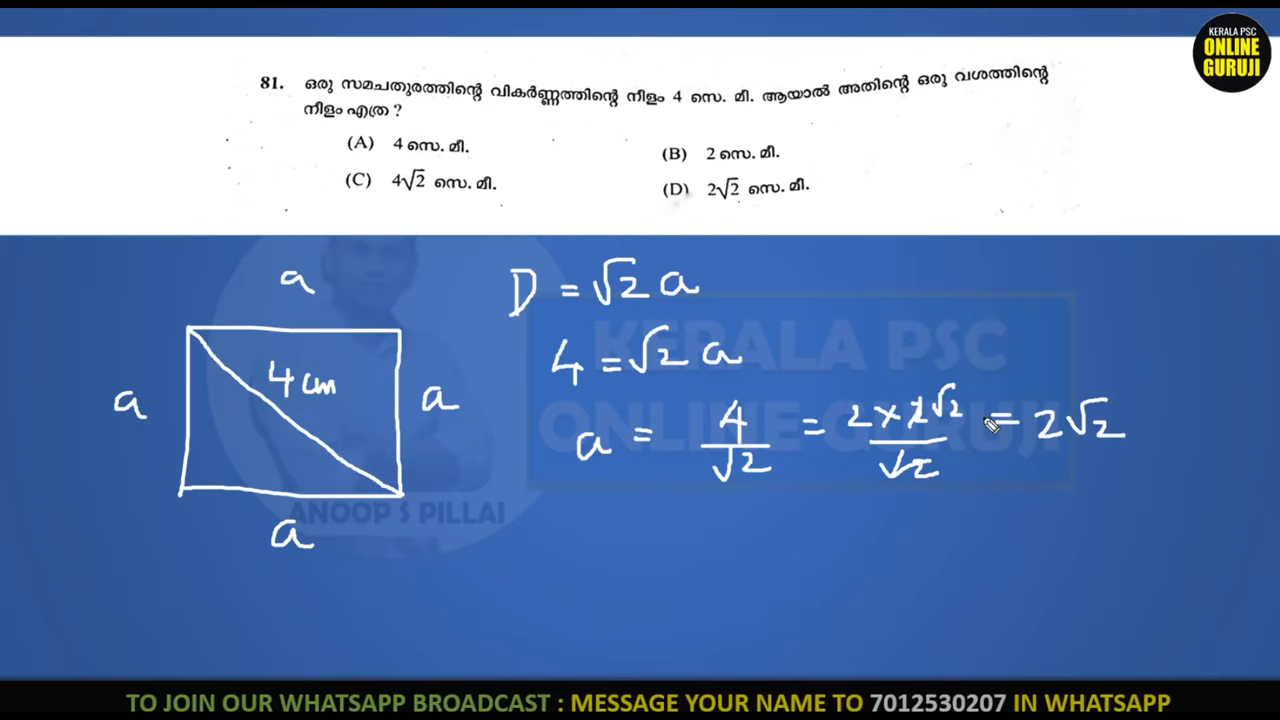 KERALA PSC
ONLINE
GURUJI
81. ഒരു സമചതുരത്തിന്റെ വികർണ്ണത്തിന്റെ നീളം 4 സെ. മീ. ആയാൽ അതിന്റെ ഒരു വശത്തിന്റെ
നീളം എത്ര ?
(A) 4 സെ. മീ.
(B) 2 സെ. മീ.
(C) 4√2 സെ. മീ.
(D) 2√2 സെ. മീ.
a
D = √2 a
4 = √2 a
4 cm
a
a
a = 4/√2 = 2 × 2√2/√2 = 2√2
a
KERALA PSC
ONLINE GURUJI
ANOOP S PILLAI
TO JOIN OUR WHATSAPP BROADCAST : MESSAGE YOUR NAME TO 7012530207 IN WHATSAPP